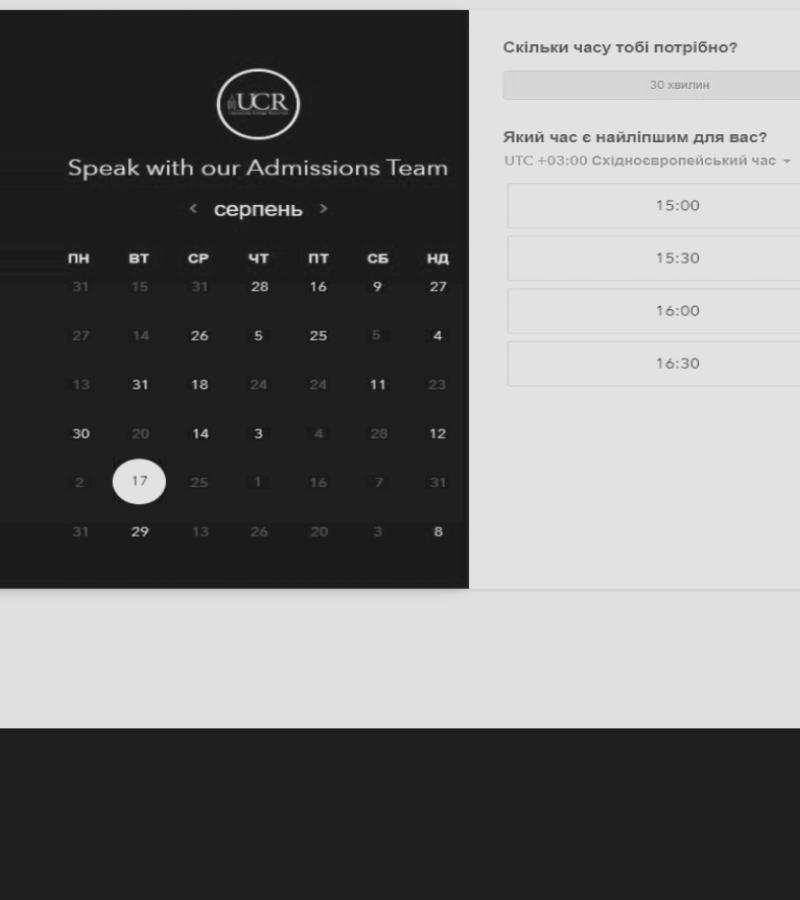 UCR
Speak with our Admissions Team
< серпень >
ПН ВТ СР ЧТ ПТ СБ НД
31 15 31 28 16 9 27
27 14 26 5 25 5 4
13 31 18 24 24 11 23
30 20 14 3 4 28 12
2 17 25 1 16 7 31
31 29 13 26 20 3 8
Скільки часу тобі потрібно?
30 хвилин
Який час є найліпшим для вас?
UTC +03:00 Східноєвропейський час
15:00
15:30
16:00
16:30